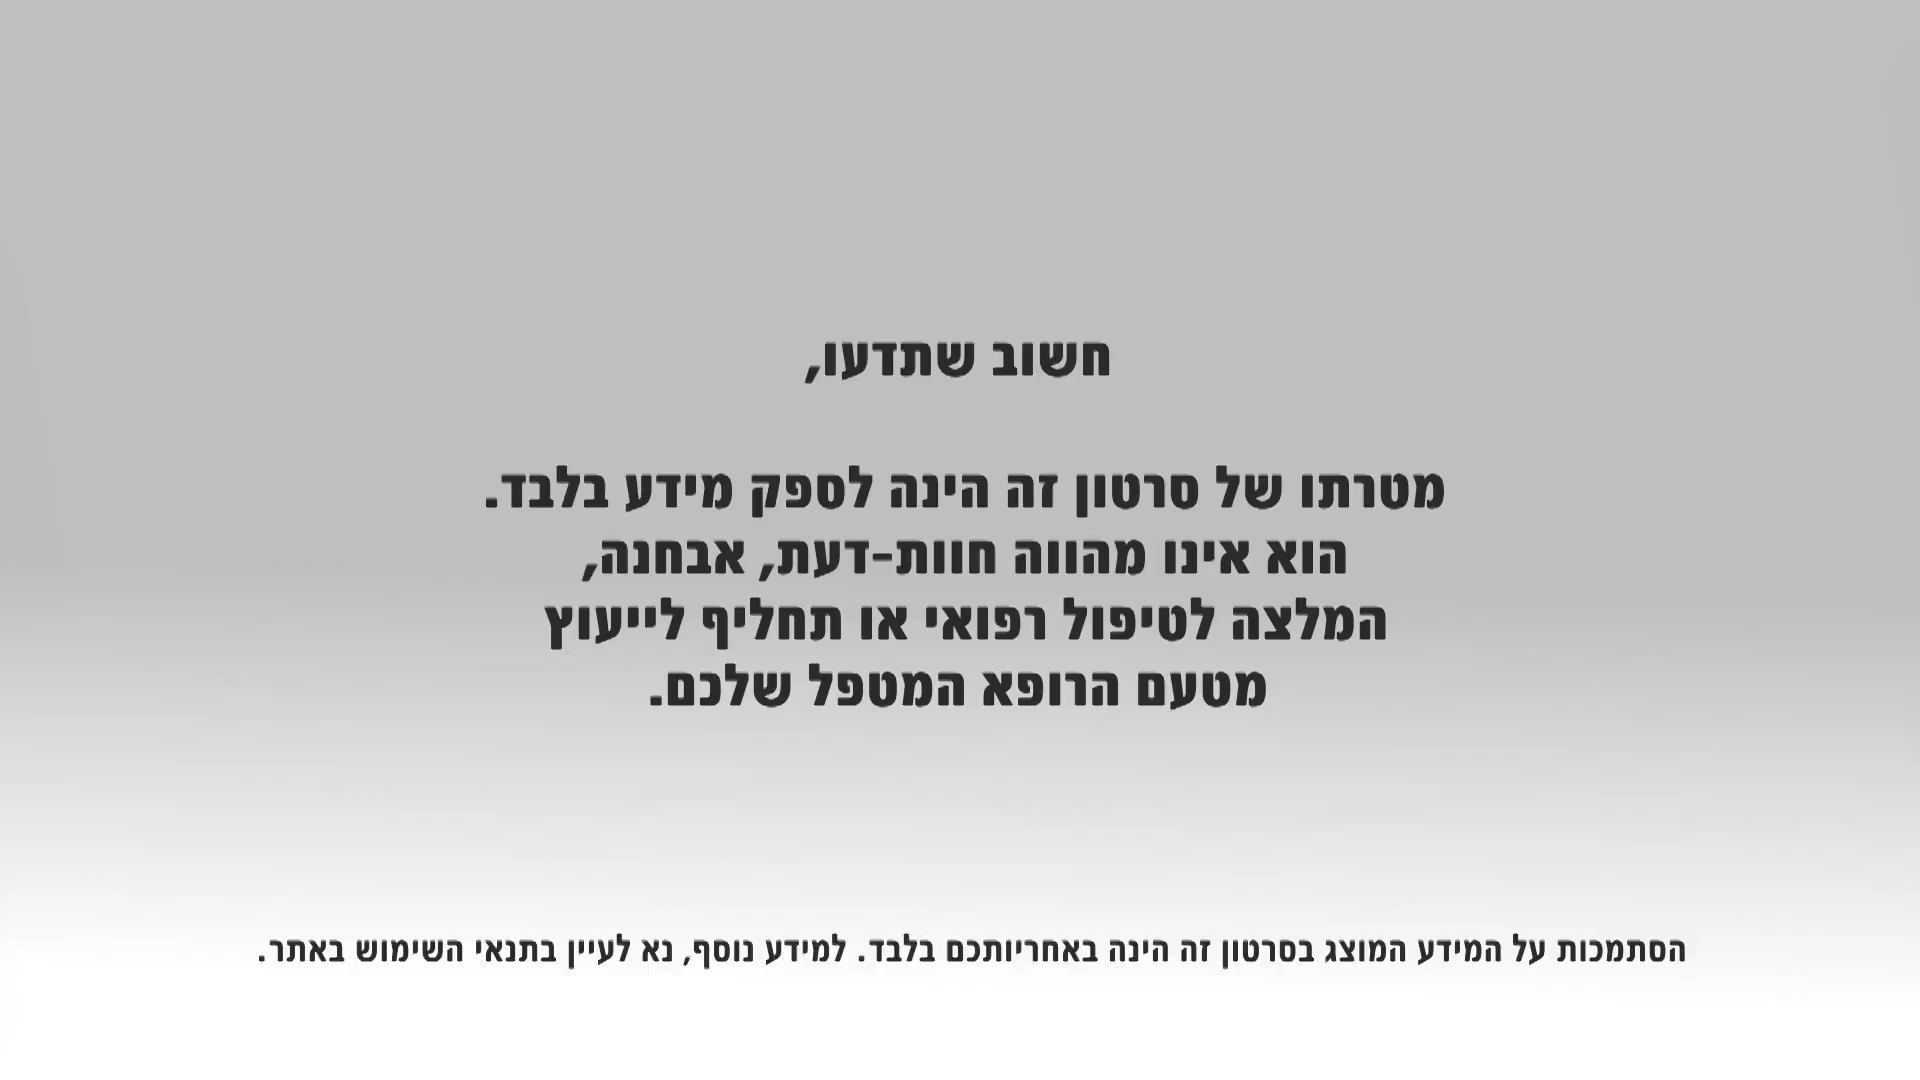 חשוב שתדעו,
מטרתו של סרטון זה הינה לספק מידע בלבד.
הוא אינו מהווה חוות-דעת, אבחנה,
המלצה לטיפול רפואי או תחליף לייעוץ
מטעם הרופא המטפל שלכם.
הסתמכות על המידע המוצג בסרטון זה הינה באחריותכם בלבד. למידע נוסף, נא לעיין בתנאי השימוש באתר.